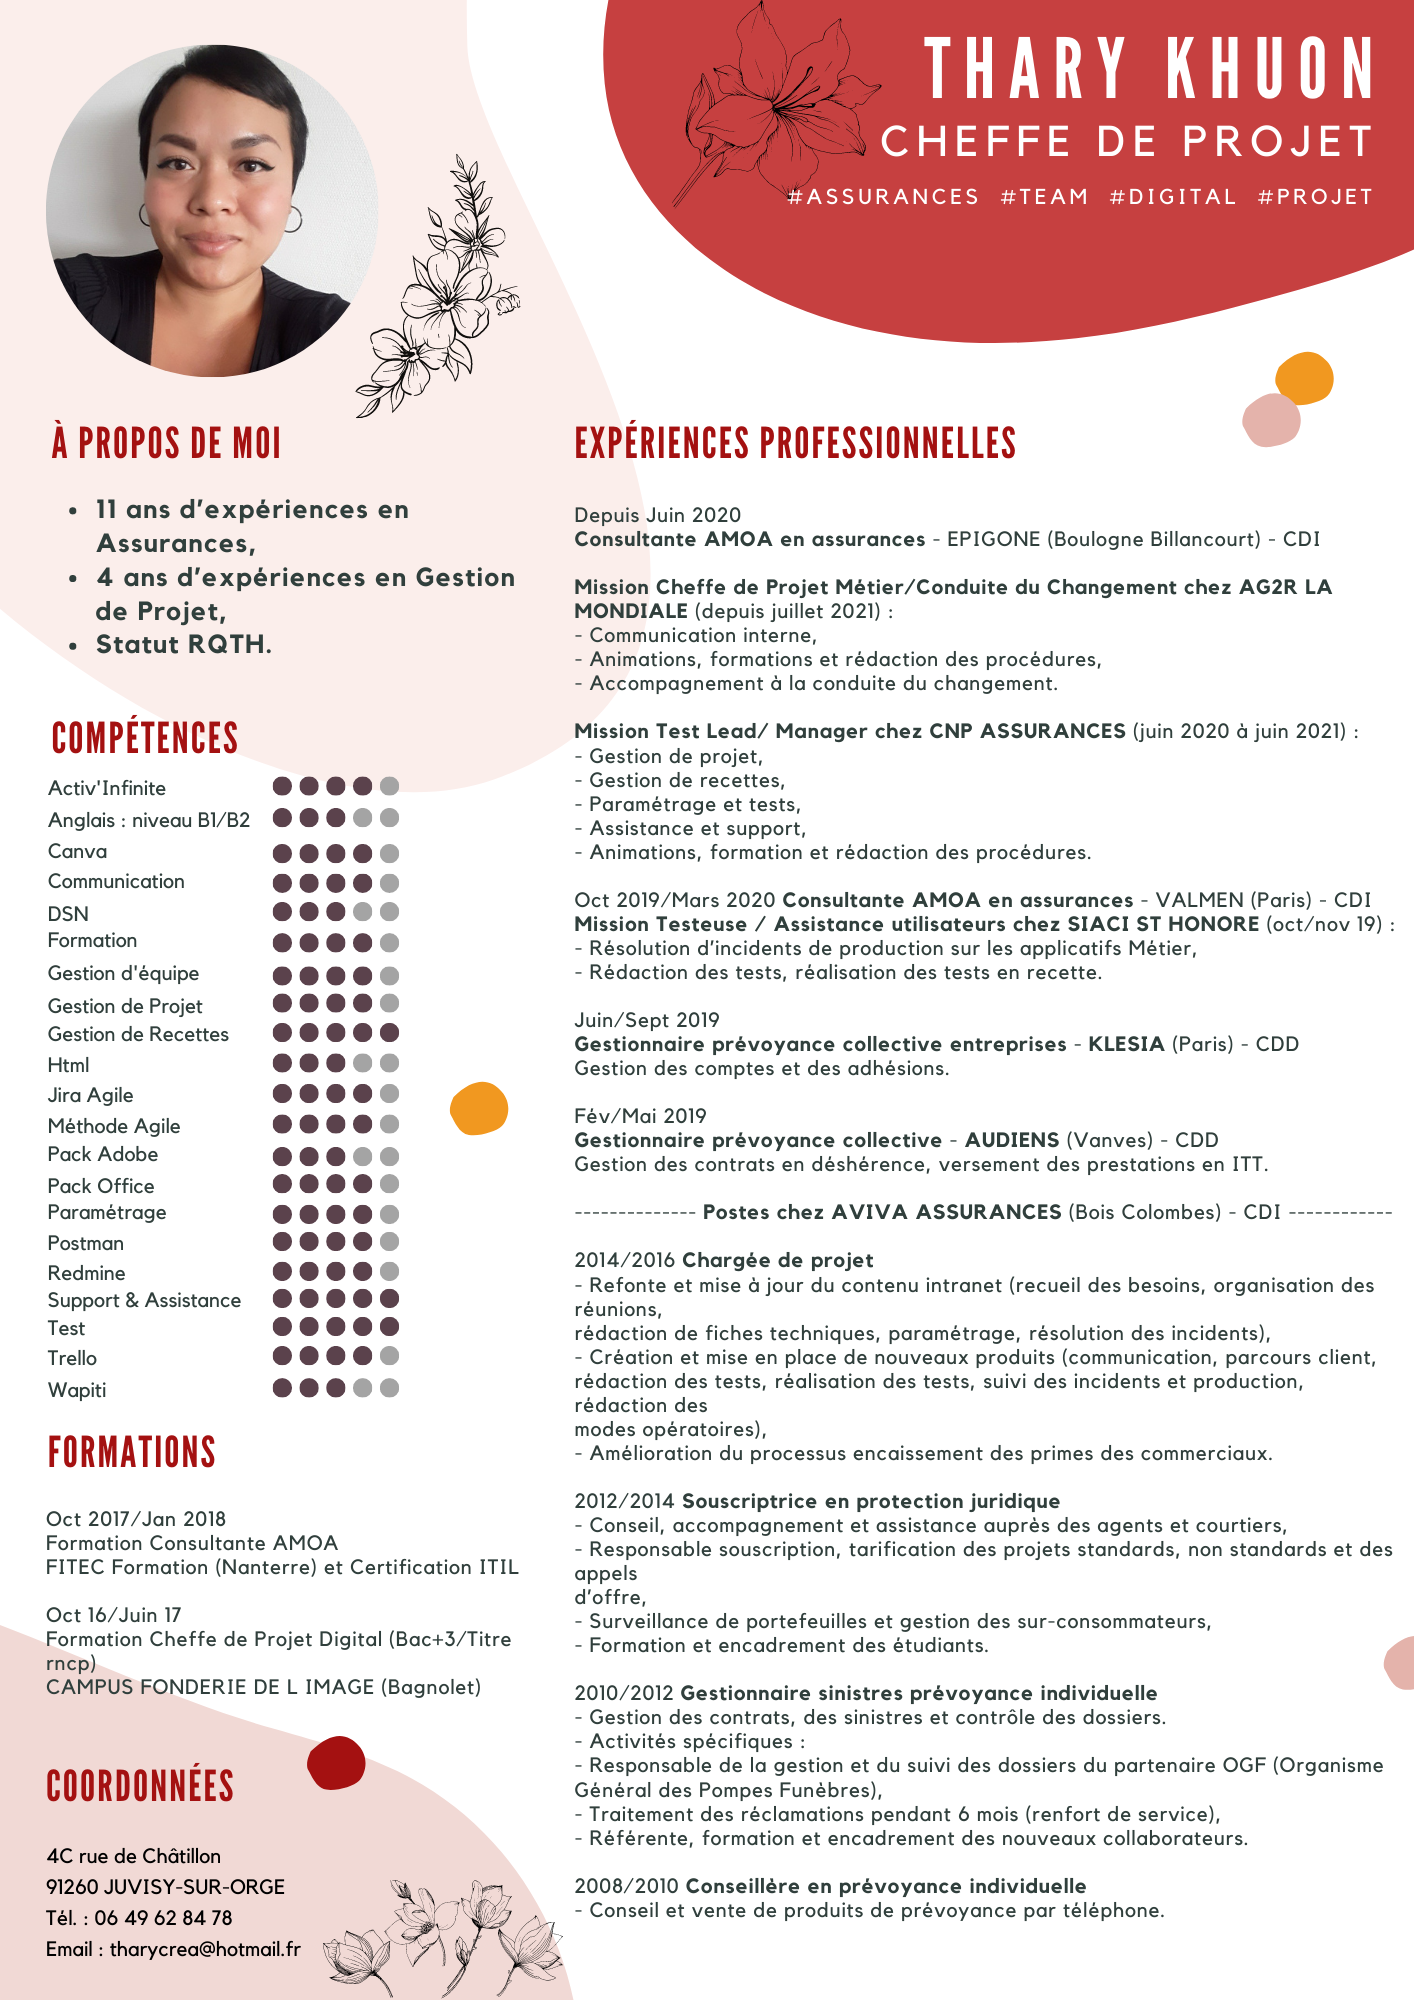 THARY KHUON
CHEFFE DE PROJET
#ASSURANCES #TEAM #DIGITAL #PROJET
À PROPOS DE MOI
• 11 ans d'expériences en
Assurances,
• 4 ans d'expériences en Gestion
de Projet,
• Statut RQTH.
COMPÉTENCES
Activ'Infinite
Anglais : niveau B1/B2
Canva
Communication
DSN
Formation
Gestion d'équipe
Gestion de Projet
Gestion de Recettes
Html
Jira Agile
Méthode Agile
Pack Adobe
Pack Office
Paramétrage
Postman
Redmine
Support & Assistance
Test
Trello
Wapiti
FORMATIONS
Oct 2017/Jan 2018
Formation Consultante AMOA
FITEC Formation (Nanterre) et Certification ITIL
Oct 16/Juin 17
Formation Cheffe de Projet Digital (Bac+3/Titre
rncp)
CAMPUS FONDERIE DE L IMAGE (Bagnolet)
COORDONNÉES
4C rue de Châtillon
91260 JUVISY-SUR-ORGE
Tél. : 06 49 62 84 78
Email : tharycrea@hotmail.fr
EXPÉRIENCES PROFESSIONNELLES
Depuis Juin 2020
Consultante AMOA en assurances - EPIGONE (Boulogne Billancourt) - CDI
Mission Cheffe de Projet Métier/Conduite du Changement chez AG2R LA
MONDIALE (depuis juillet 2021) :
- Communication interne,
- Animations, formations et rédaction des procédures,
- Accompagnement à la conduite du changement.
Mission Test Lead/ Manager chez CNP ASSURANCES (juin 2020 à juin 2021) :
- Gestion de projet,
- Gestion de recettes,
- Paramétrage et tests,
- Assistance et support,
- Animations, formation et rédaction des procédures.
Oct 2019/Mars 2020 Consultante AMOA en assurances - VALMEN (Paris) - CDI
Mission Testeuse / Assistance utilisateurs chez SIACI ST HONORE (oct/nov 19) :
- Résolution d'incidents de production sur les applicatifs Métier,
- Rédaction des tests, réalisation des tests en recette.
Juin/Sept 2019
Gestionnaire prévoyance collective entreprises - KLESIA (Paris) - CDD
Gestion des comptes et des adhésions.
Fév/Mai 2019
Gestionnaire prévoyance collective - AUDIENS (Vanves) - CDD
Gestion des contrats en déshérence, versement des prestations en ITT.
-------------- Postes chez AVIVA ASSURANCES (Bois Colombes) - CDI ------------
2014/2016 Chargée de projet
- Refonte et mise à jour du contenu intranet (recueil des besoins, organisation des
réunions,
rédaction de fiches techniques, paramétrage, résolution des incidents),
- Création et mise en place de nouveaux produits (communication, parcours client,
rédaction des tests, réalisation des tests, suivi des incidents et production,
rédaction des
modes opératoires),
- Amélioration du processus encaissement des primes des commerciaux.
2012/2014 Souscriptrice en protection juridique
- Conseil, accompagnement et assistance auprès des agents et courtiers,
- Responsable souscription, tarification des projets standards, non standards et des
appels
d'offre,
- Surveillance de portefeuilles et gestion des sur-consommateurs,
- Formation et encadrement des étudiants.
2010/2012 Gestionnaire sinistres prévoyance individuelle
- Gestion des contrats, des sinistres et contrôle des dossiers.
- Activités spécifiques :
- Responsable de la gestion et du suivi des dossiers du partenaire OGF (Organisme
Général des Pompes Funèbres),
- Traitement des réclamations pendant 6 mois (renfort de service),
- Référente, formation et encadrement des nouveaux collaborateurs.
2008/2010 Conseillère en prévoyance individuelle
- Conseil et vente de produits de prévoyance par téléphone.